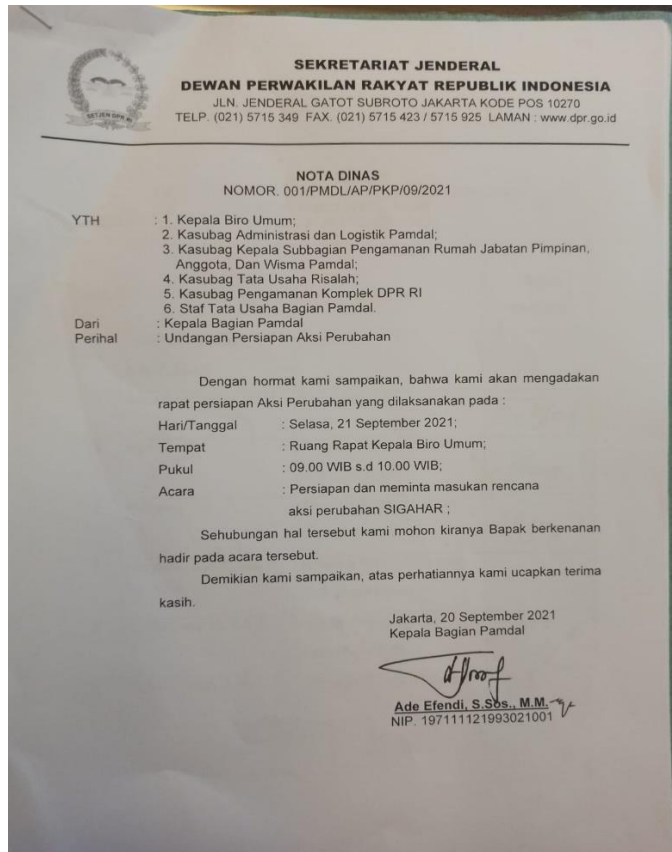 SETJEN DPR RI
SEKRETARIAT JENDERAL
DEWAN PERWAKILAN RAKYAT REPUBLIK INDONESIA
JLN. JENDERAL GATOT SUBROTO JAKARTA KODE POS 10270
TELP. (021) 5715 349 FAX. (021) 5715 423 / 5715 925 LAMAN : www.dpr.go.id
NOTA DINAS
NOMOR. 001/PMDL/AP/PKP/09/2021
YTH : 1. Kepala Biro Umum;
2. Kasubag Administrasi dan Logistik Pamdal;
3. Kasubag Kepala Subbagian Pengamanan Rumah Jabatan Pimpinan,
Anggota, Dan Wisma Pamdal;
4. Kasubag Tata Usaha Risalah;
5. Kasubag Pengamanan Komplek DPR RI
6. Staf Tata Usaha Bagian Pamdal.
Dari : Kepala Bagian Pamdal
Perihal : Undangan Persiapan Aksi Perubahan
Dengan hormat kami sampaikan, bahwa kami akan mengadakan
rapat persiapan Aksi Perubahan yang dilaksanakan pada :
Hari/Tanggal : Selasa, 21 September 2021;
Tempat : Ruang Rapat Kepala Biro Umum;
Pukul : 09.00 WIB s.d 10.00 WIB;
Acara : Persiapan dan meminta masukan rencana
aksi perubahan SIGAHAR ;
Sehubungan hal tersebut kami mohon kiranya Bapak berkenanan
hadir pada acara tersebut.
Demikian kami sampaikan, atas perhatiannya kami ucapkan terima
kasih.
Jakarta, 20 September 2021
Kepala Bagian Pamdal
Ade Efendi, S.Sos., M.M.
NIP. 197111121993021001